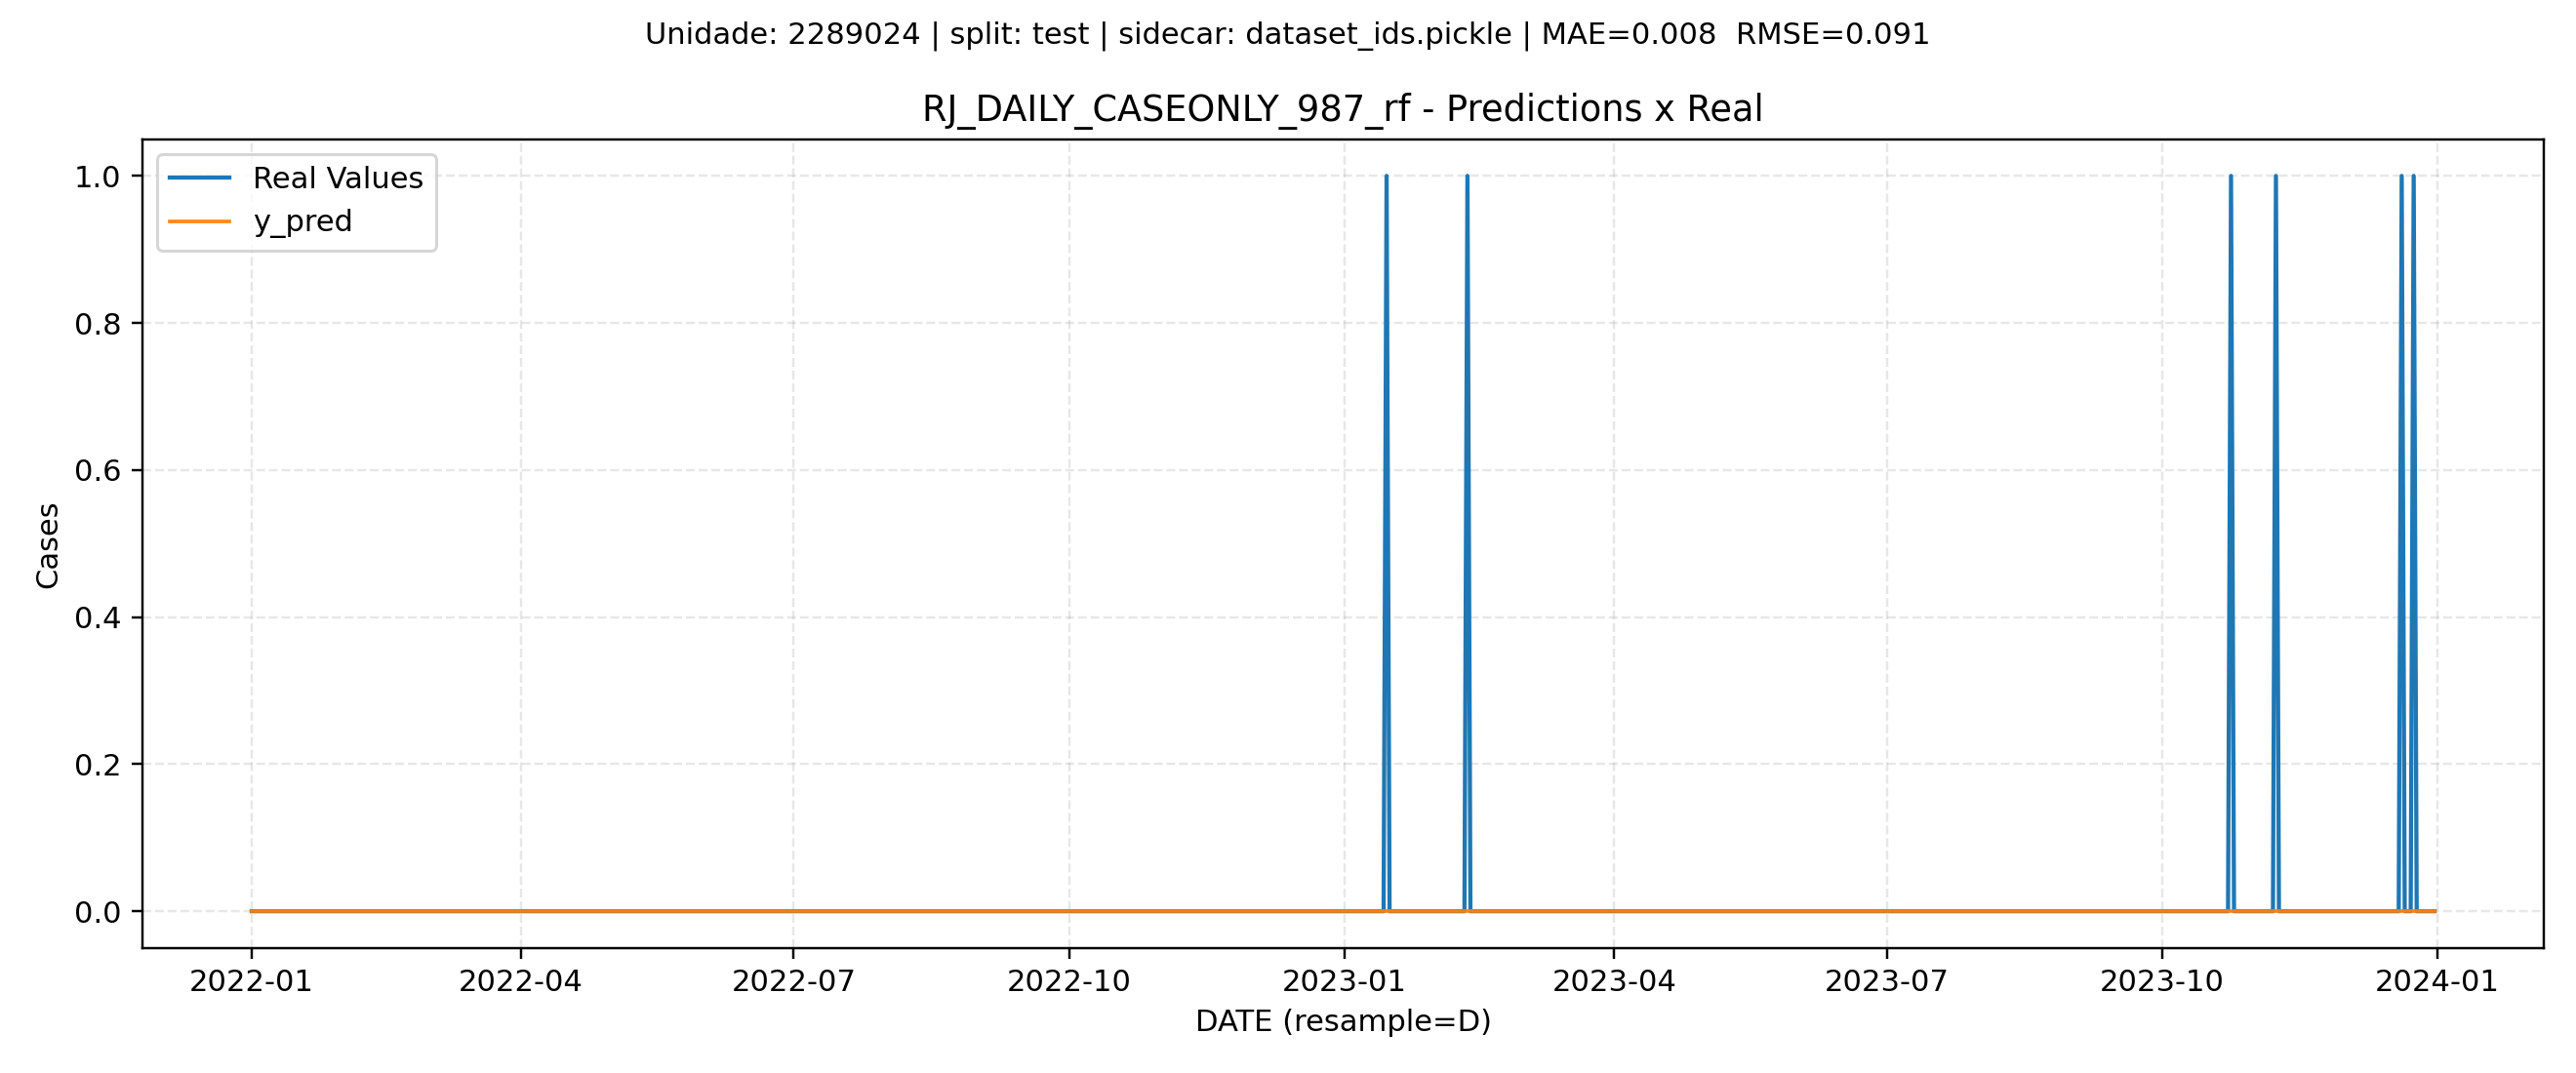 Unidade: 2289024 | split: test | sidecar: dataset_ids.pickle | MAE=0.008  RMSE=0.091
RJ_DAILY_CASEONLY_987_rf - Predictions x Real
Real Values
y_pred
1.0
0.8
0.6
0.4
0.2
0.0
Cases
2022-01
2022-04
2022-07
2022-10
2023-01
2023-04
2023-07
2023-10
2024-01
DATE (resample=D)